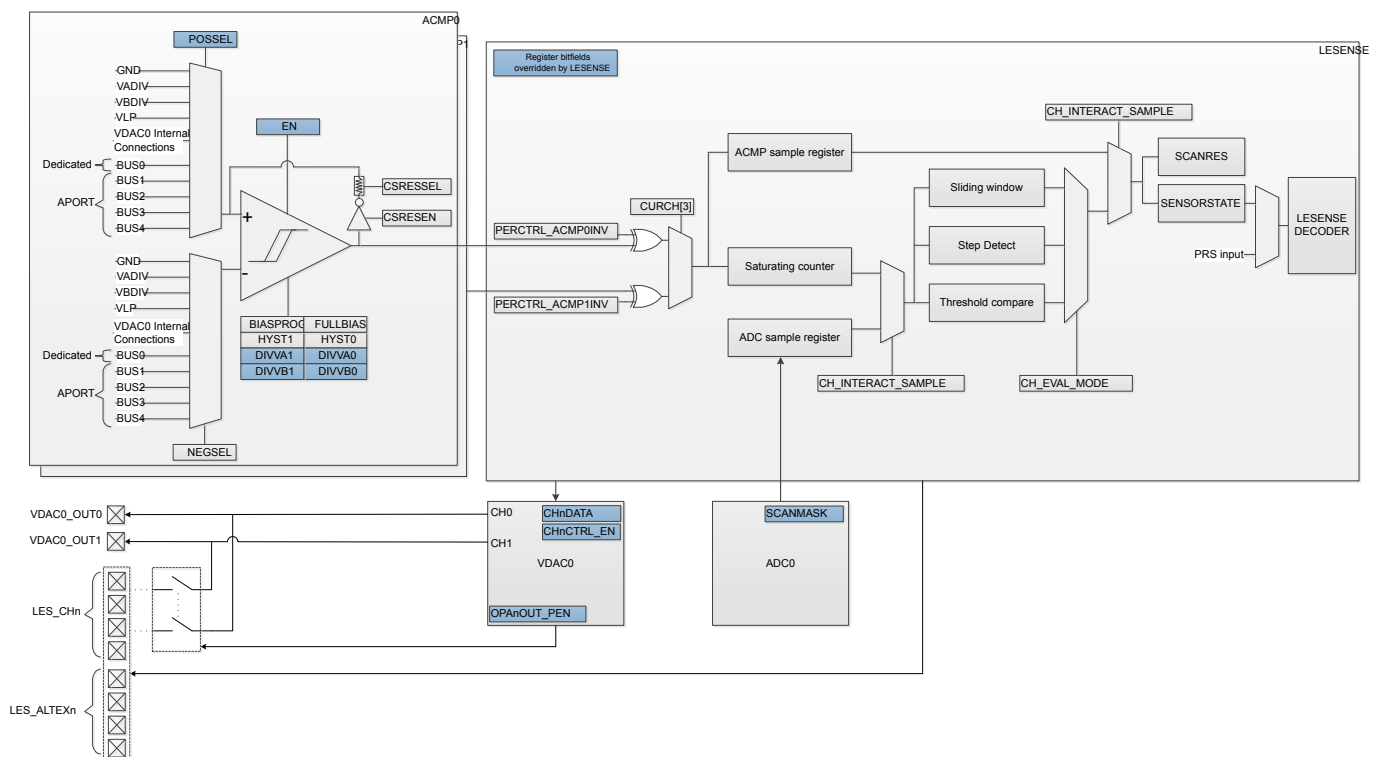 ACMP0
P1
POSSEL
GND
VADIV
VBDIV
VLP
VDAC0 Internal
Connections
Dedicated
BUS0
BUS1
APORT
BUS2
BUS3
BUS4
EN
CSRESSEL
CSRESEN
+
-
GND
VADIV
VBDIV
VLP
VDAC0 Internal
Connections
Dedicated
BUS0
BUS1
APORT
BUS2
BUS3
BUS4
NEGSEL
BIASPROG FULLBIAS
HYST1 HYST0
DIVVA1 DIVVA0
DIVVB1 DIVVB0
LESENSE
Register bitfields
overridden by LESENSE
CURCH[3]
PERCTRL_ACMP0INV
PERCTRL_ACMP1INV
ACMP sample register
Saturating counter
ADC sample register
CH_INTERACT_SAMPLE
Sliding window
Step Detect
Threshold compare
CH_EVAL_MODE
CH_INTERACT_SAMPLE
SCANRES
SENSORSTATE
PRS input
LESENSE
DECODER
VDAC0_OUT0
VDAC0_OUT1
LES_CHn
LES_ALTEXn
CH0
CH1
CHnDATA
CHnCTRL_EN
VDAC0
OPAnOUT_PEN
SCANMASK
ADC0